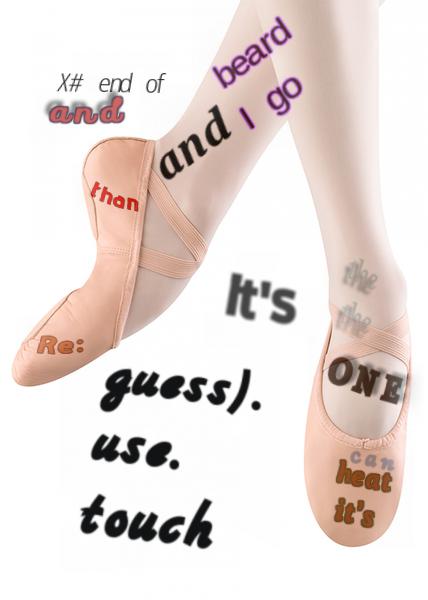 beard
I go
X# end of
and
and
than
the
the
It's
Re:
ONE
guess).
use.
touch
can
heat
it's